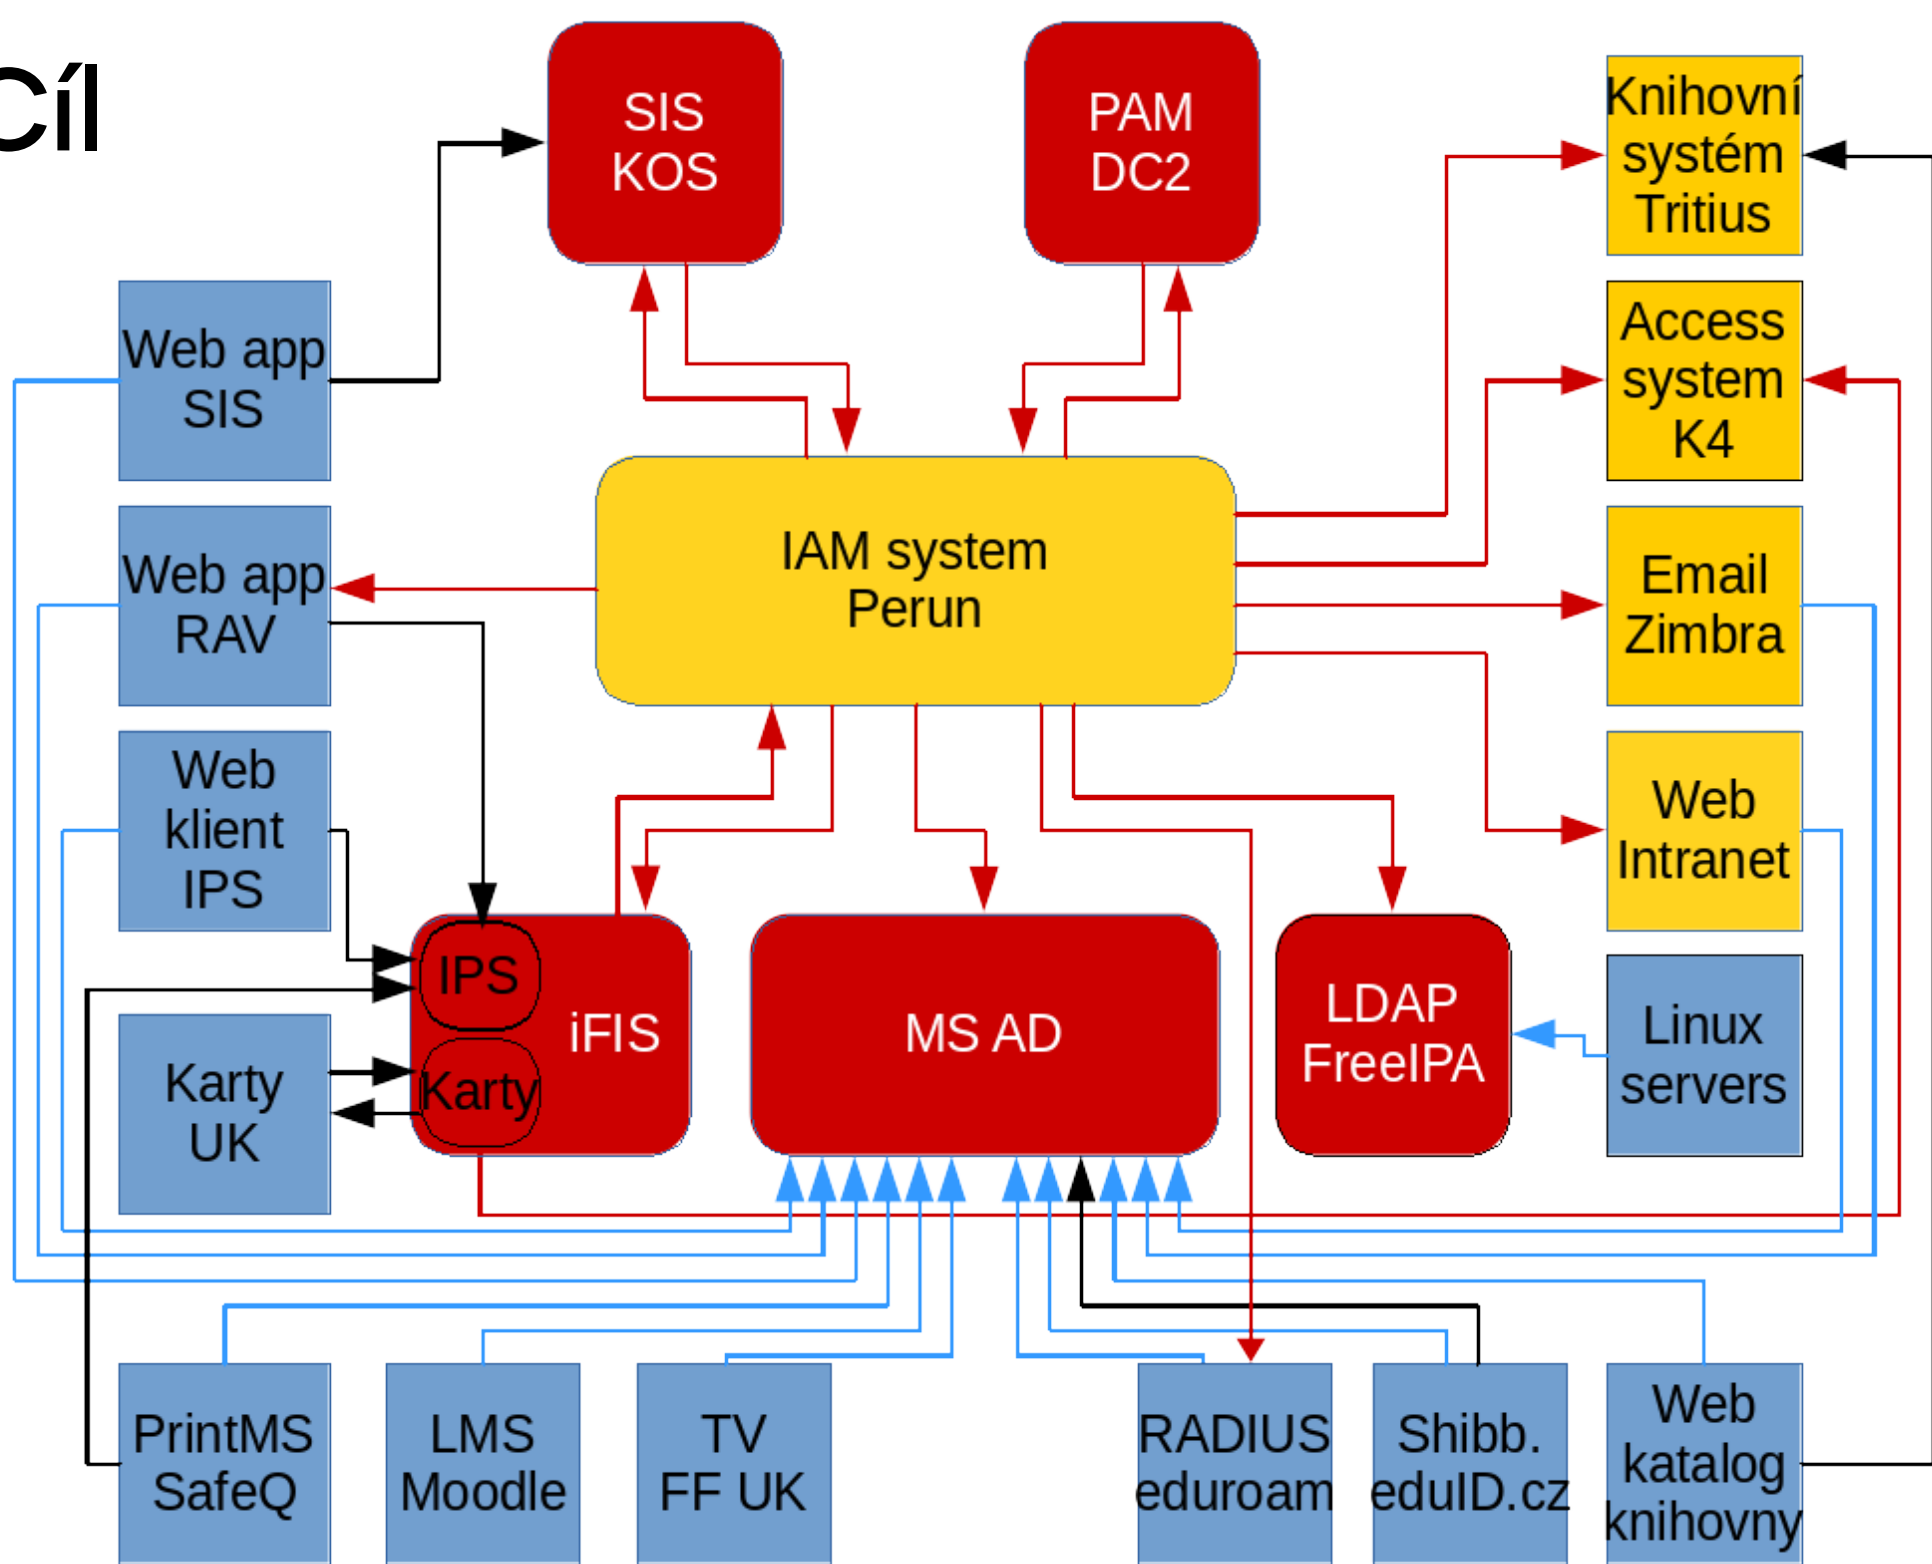 Cíl
SIS
KOS
PAM
DC2
Knihovní
systém
Tritius
Web app
SIS
Access
system
K4
IAM system
Perun
Web app
RAV
Email
Zimbra
Web
klient
IPS
Web
Intranet
IPS
iFIS
Karty
MS AD
LDAP
FreeIPA
Linux
servers
Karty
UK
PrintMS
SafeQ
LMS
Moodle
TV
FF UK
RADIUS
eduroam
Shibb.
eduID.cz
Web
katalog
knihovny